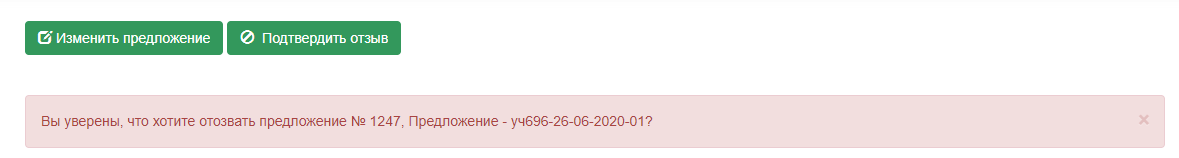 Изменить предложение Подтвердить отзыв
Вы уверены, что хотите отозвать предложение № 1247, Предложение - уч696-26-06-2020-01? ×